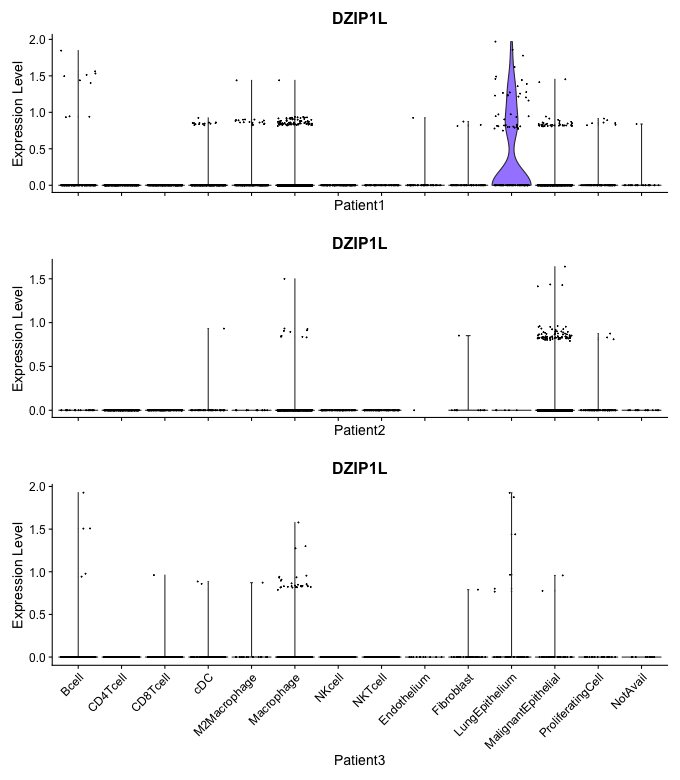 DZIP1L
Expression Level
2.0
1.5
1.0
0.5
0.0
Patient1
DZIP1L
Expression Level
1.5
1.0
0.5
0.0
Patient2
DZIP1L
Expression Level
2.0
1.5
1.0
0.5
0.0
Bcell
CD4Tcell
CD8Tcell
cDC
M2Macrophage
Macrophage
NKcell
NKTcell
Endothelium
Fibroblast
LungEpithelium
MalignantEpithelial
ProliferatingCell
NotAvail
Patient3